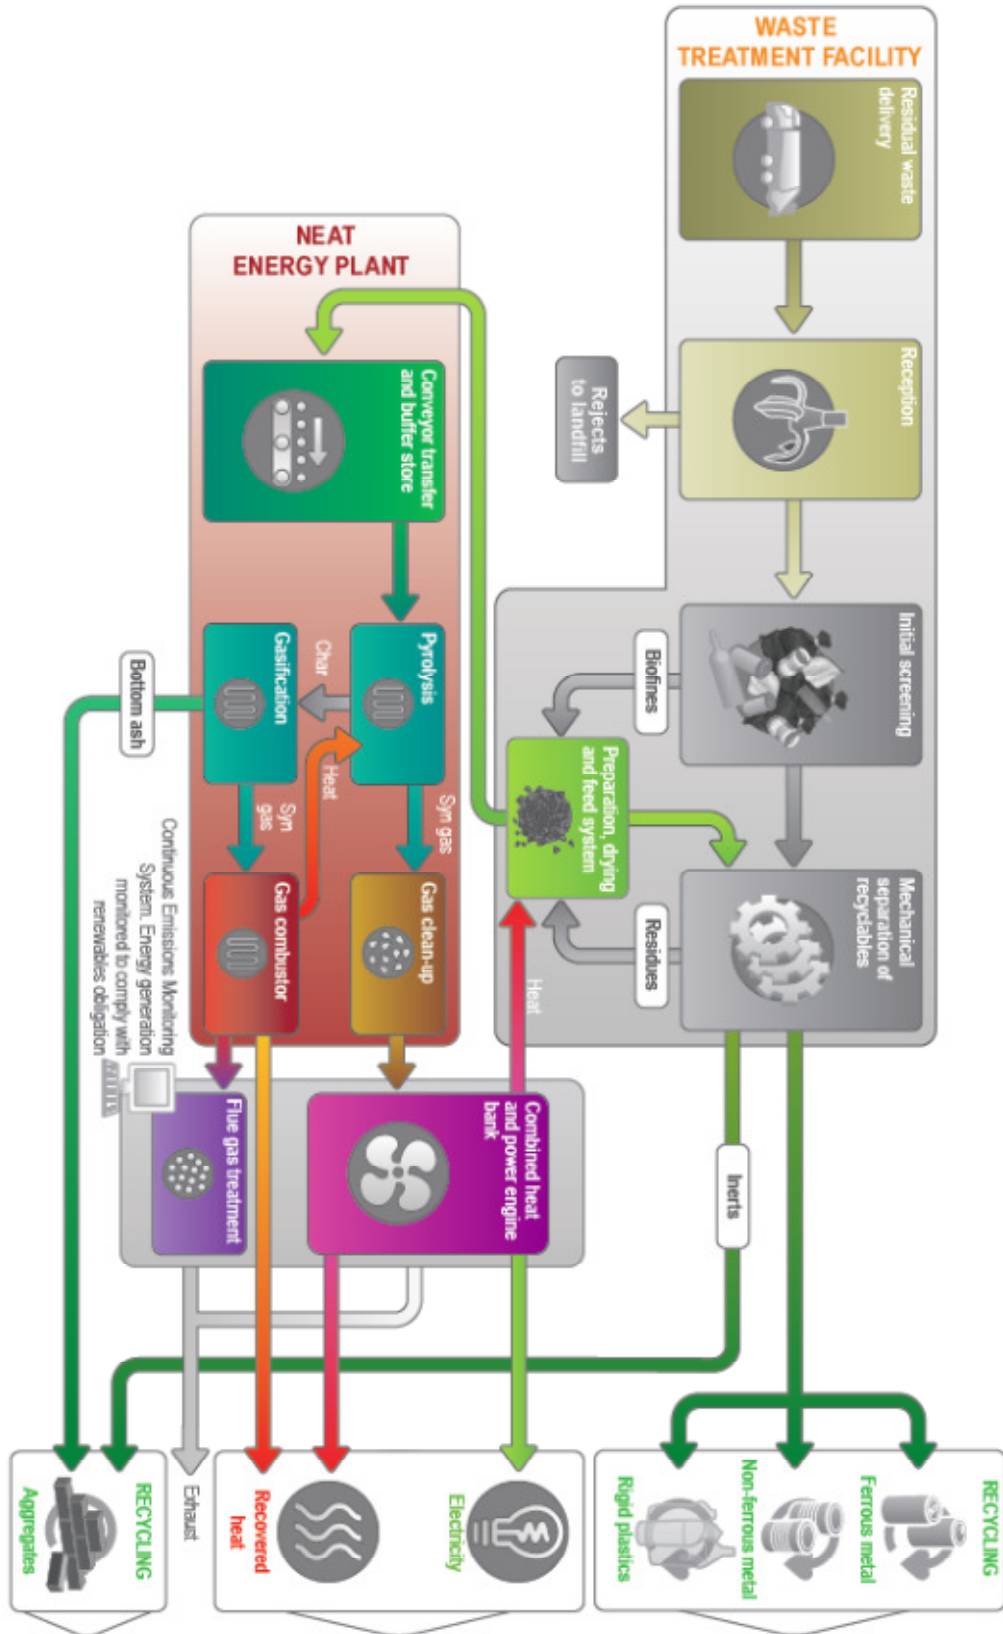 WASTE
TREATMENT FACILITY
Residual waste
delivery
Reception
Rejects
to landfill
Initial screening
Biofines
Mechanical
separation of
recyclables
Residues
Preparation, drying
and feed system
Heat
Inerts
NEAT
ENERGY PLANT
Conveyor transfer
and buffer store
Pyrolysis
Char
Gasification
Syn gas
Syn
gas
Heat
Gas clean-up
Gas combustor
Bottom ash
Continuous Emissions Monitoring
System. Energy generation
monitored to comply with
renewables obligation
Combined heat
and power engine
bank
Flue gas treatment
RECYCLING
Ferrous metal
Non-ferrous metal
Rigid plastics
Electricity
Recovered
heat
Exhaust
RECYCLING
Aggregates